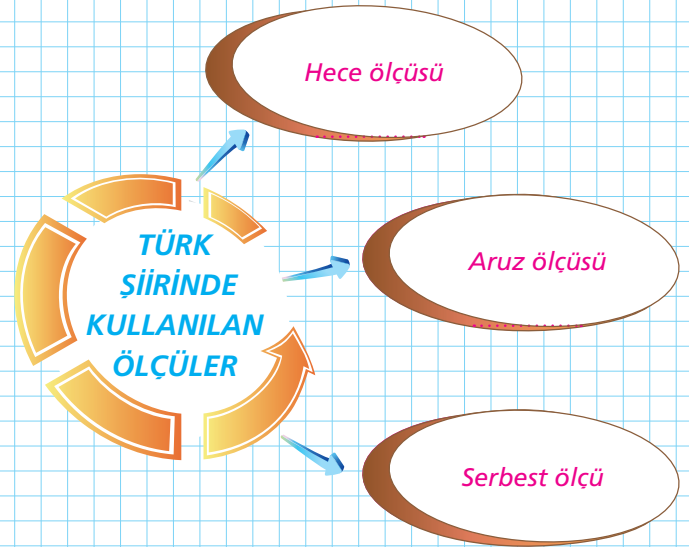 Hece ölçüsü
TÜRK
ŞİİRİNDE
KULLANILAN
ÖLÇÜLER
Aruz ölçüsü
Serbest ölçü